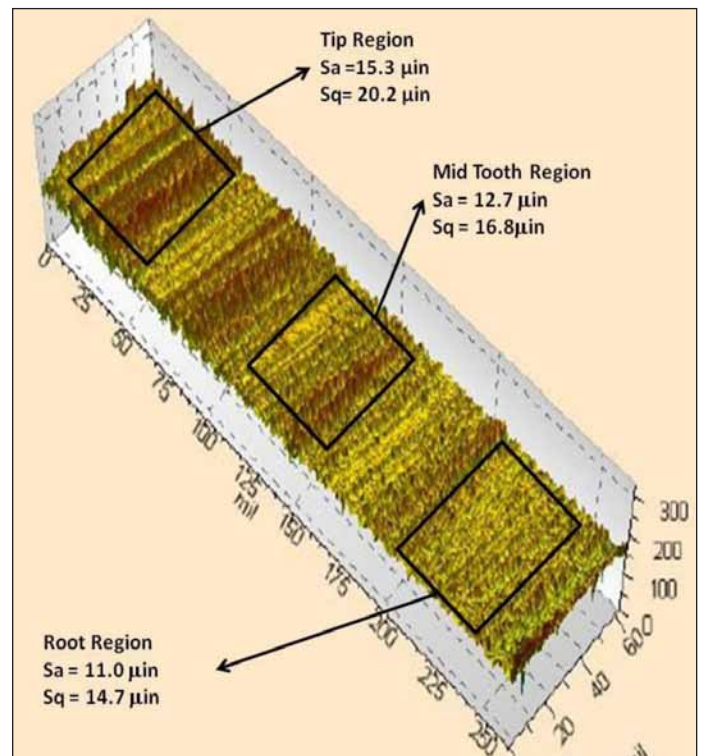 Tip Region
Sa =15.3 µin
Sq= 20.2 µin
Mid Tooth Region
Sa = 12.7 µin
Sq = 16.8µin
Root Region
Sa = 11.0 µin
Sq = 14.7 µin
0
25
50
75
100
125
mil
150
175
200
225
250
300
200
100
0
60
40
20